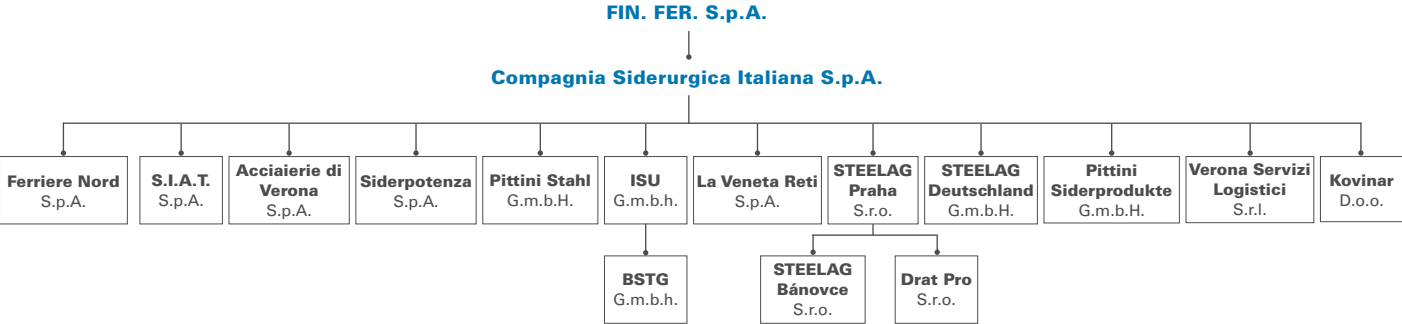 FIN. FER. S.p.A.
Compagnia Siderurgica Italiana S.p.A.
Ferriere Nord
S.p.A.
S.I.A.T.
S.p.A.
Acciaierie di
Verona
S.p.A.
Siderpotenza
S.p.A.
Pittini Stahl
G.m.b.H.
ISU
G.m.b.h.
La Veneta Reti
S.p.A.
STEELAG
Praha
S.r.o.
STEELAG
Deutschland
G.m.b.H.
Pittini
Siderprodukte
G.m.b.H.
Verona Servizi
Logistici
S.r.l.
Kovinar
D.o.o.
BSTG
G.m.b.h.
STEELAG
Bánovce
S.r.o.
Drat Pro
S.r.o.